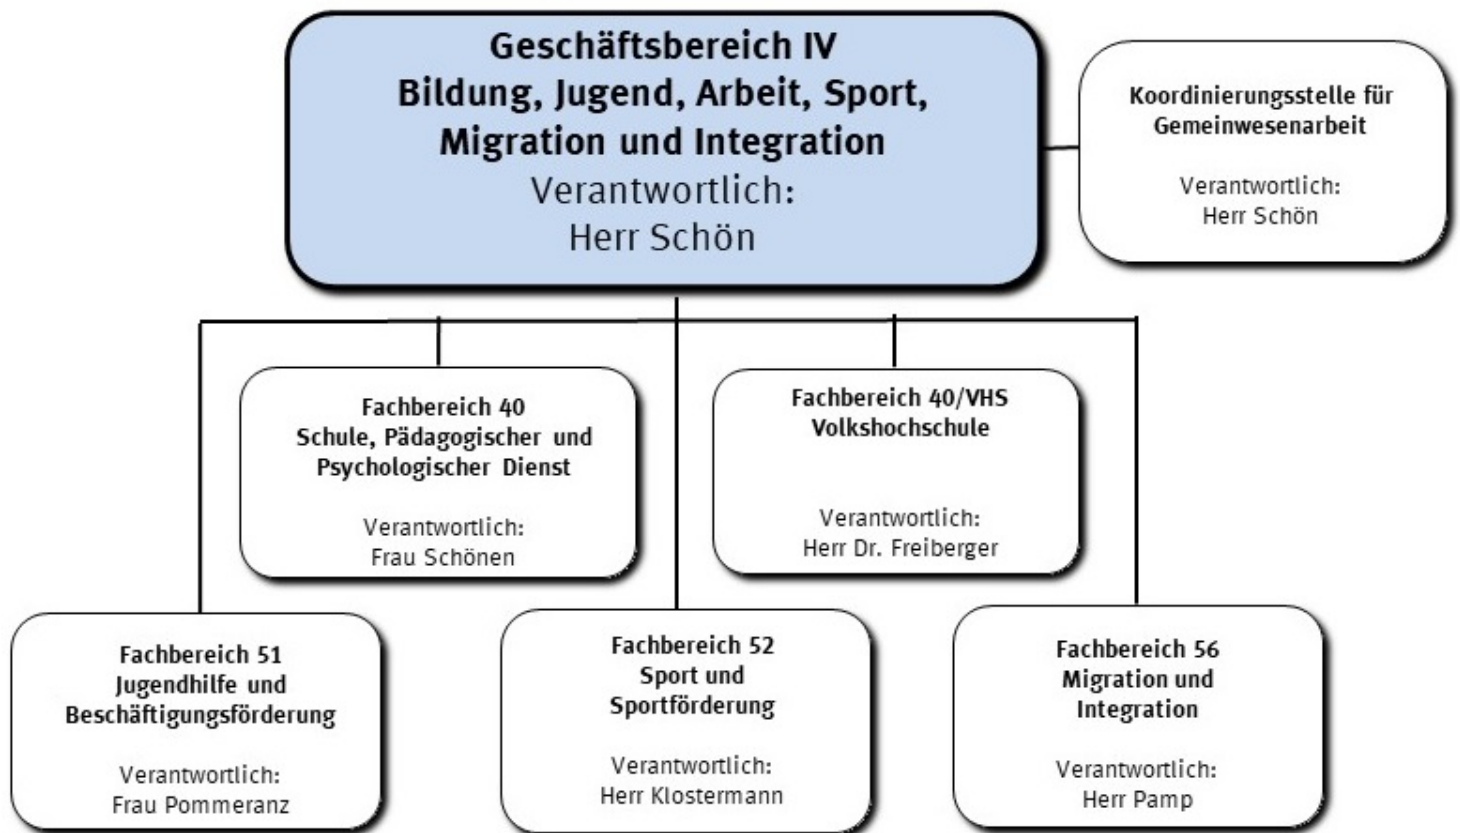 Geschäftsbereich IV
Bildung, Jugend, Arbeit, Sport,
Migration und Integration
Verantwortlich:
Herr Schön
Koordinierungsstelle für
Gemeinwesenarbeit
Verantwortlich:
Herr Schön
Fachbereich 40
Schule, Pädagogischer und
Psychologischer Dienst
Verantwortlich:
Frau Schönen
Fachbereich 40/VHS
Volkshochschule
Verantwortlich:
Herr Dr. Freiberger
Fachbereich 51
Jugendhilfe und
Beschäftigungsförderung
Verantwortlich:
Frau Pommeranz
Fachbereich 52
Sport und
Sportförderung
Verantwortlich:
Herr Klostermann
Fachbereich 56
Migration und
Integration
Verantwortlich:
Herr Pamp